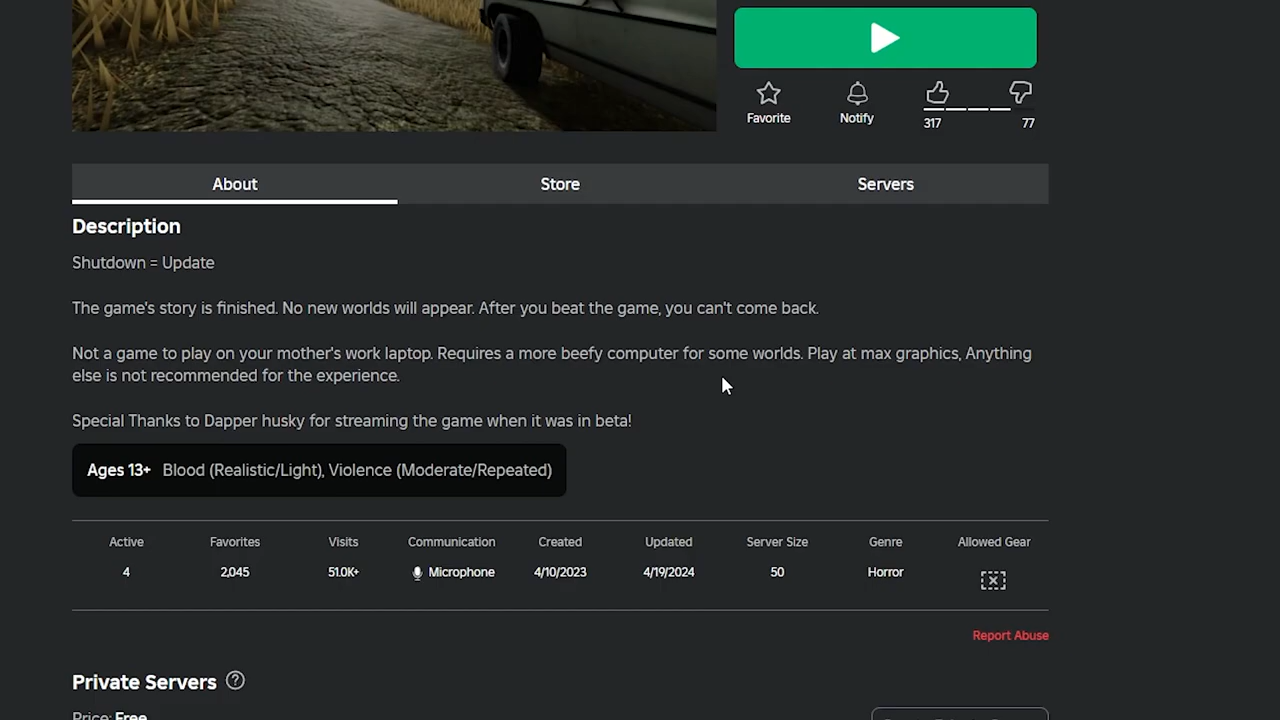 Favorite
Notify
317
77
About
Store
Servers
Description
Shutdown = Update
The game's story is finished. No new worlds will appear. After you beat the game, you can't come back.
Not a game to play on your mother's work laptop. Requires a more beefy computer for some worlds. Play at max graphics, Anything
else is not recommended for the experience.
Special Thanks to Dapper husky for streaming the game when it was in beta!
Ages 13+ Blood (Realistic/Light), Violence (Moderate/Repeated)
Active Favorites Visits Communication Created Updated Server Size Genre Allowed Gear
4 2,045 51.0K+ Microphone 4/10/2023 4/19/2024 50 Horror
Report Abuse
Private Servers
Price: Free